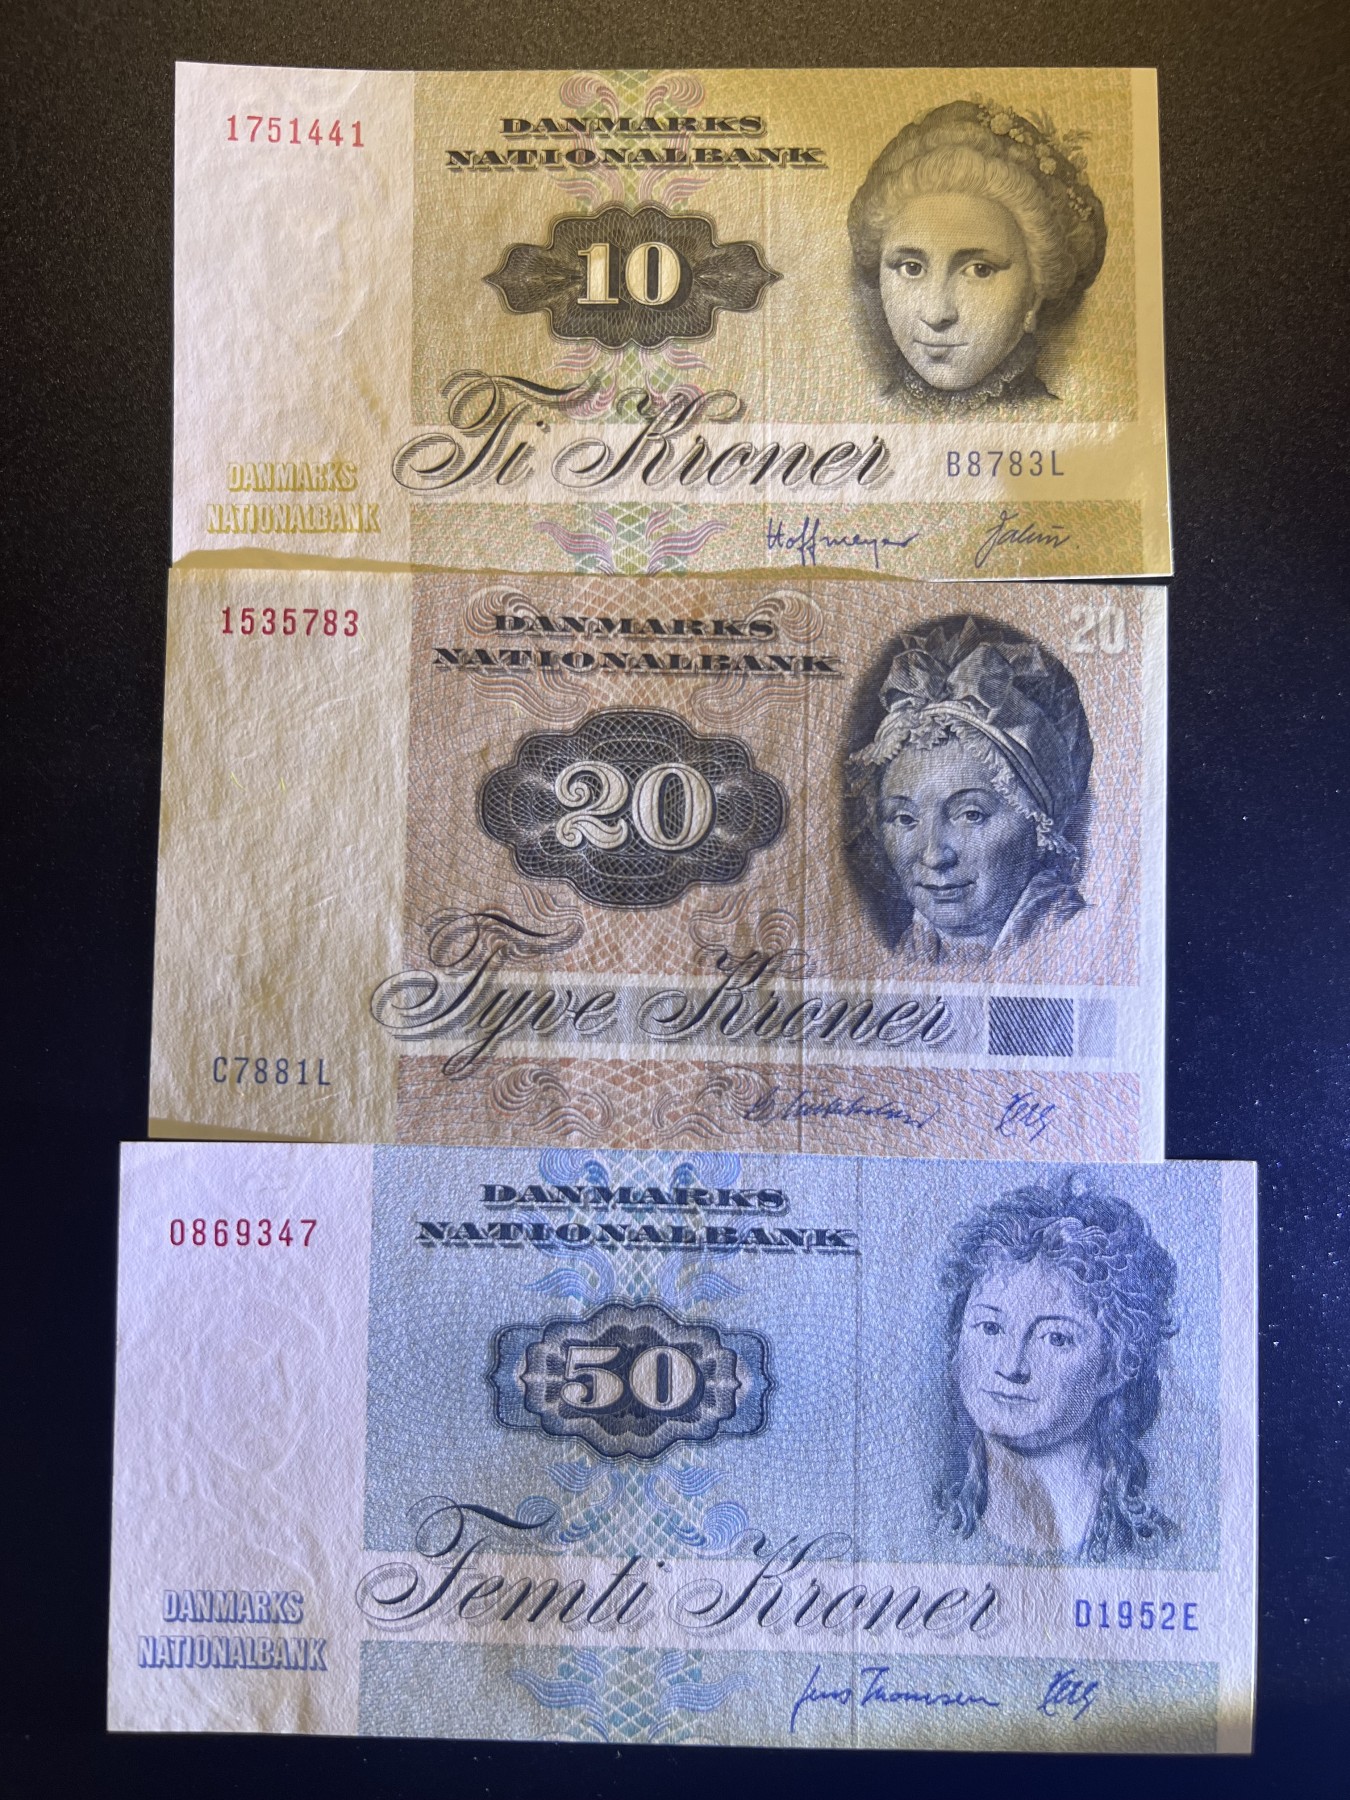 1751441
DANMARKS
NATIONALBANK
10
Ti Kroner
B8783L
DANMARKS
NATIONALBANK
Hoffmeyer
1535783
DANMARKS
NATIONALBANK
20
20
Tyve Kroner
C7881L
0869347
DANMARKS
NATIONALBANK
50
Femti Kroner
D1952E
DANMARKS
NATIONALBANK
Jens Thomsen